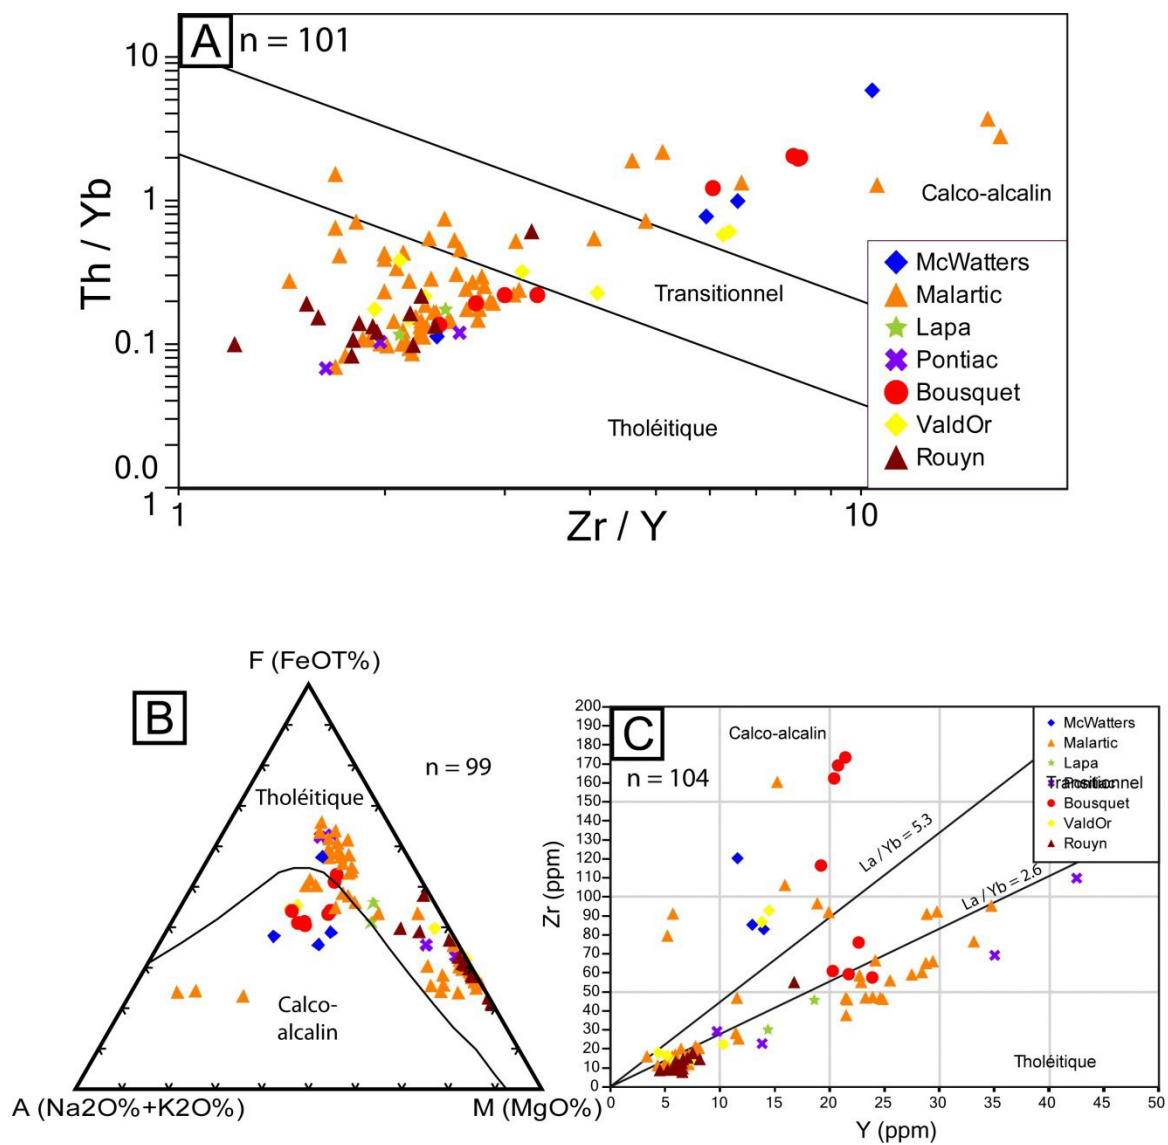 A n = 101
10
1
0.1
0.0
Th / Yb
1
10
Zr / Y
Calco-alcalin
Transitionnel
Tholéitique
McWatters
Malartic
Lapa
Pontiac
Bousquet
ValdOr
Rouyn
F (FeOT%)
B
n = 99
Tholéitique
Calco-
alcalin
A (Na2O%+K2O%)
M (MgO%)
C
n = 104
200
190
180
170
160
150
140
130
120
110
100
90
80
70
60
50
40
30
20
10
0
Zr (ppm)
0 5 10 15 20 25 30 35 40 45 50
Y (ppm)
Calco-alcalin
La / Yb = 5.3
La / Yb = 2.6
Transitionnel
Tholéitique
McWatters
Malartic
Lapa
Pontiac
Bousquet
ValdOr
Rouyn